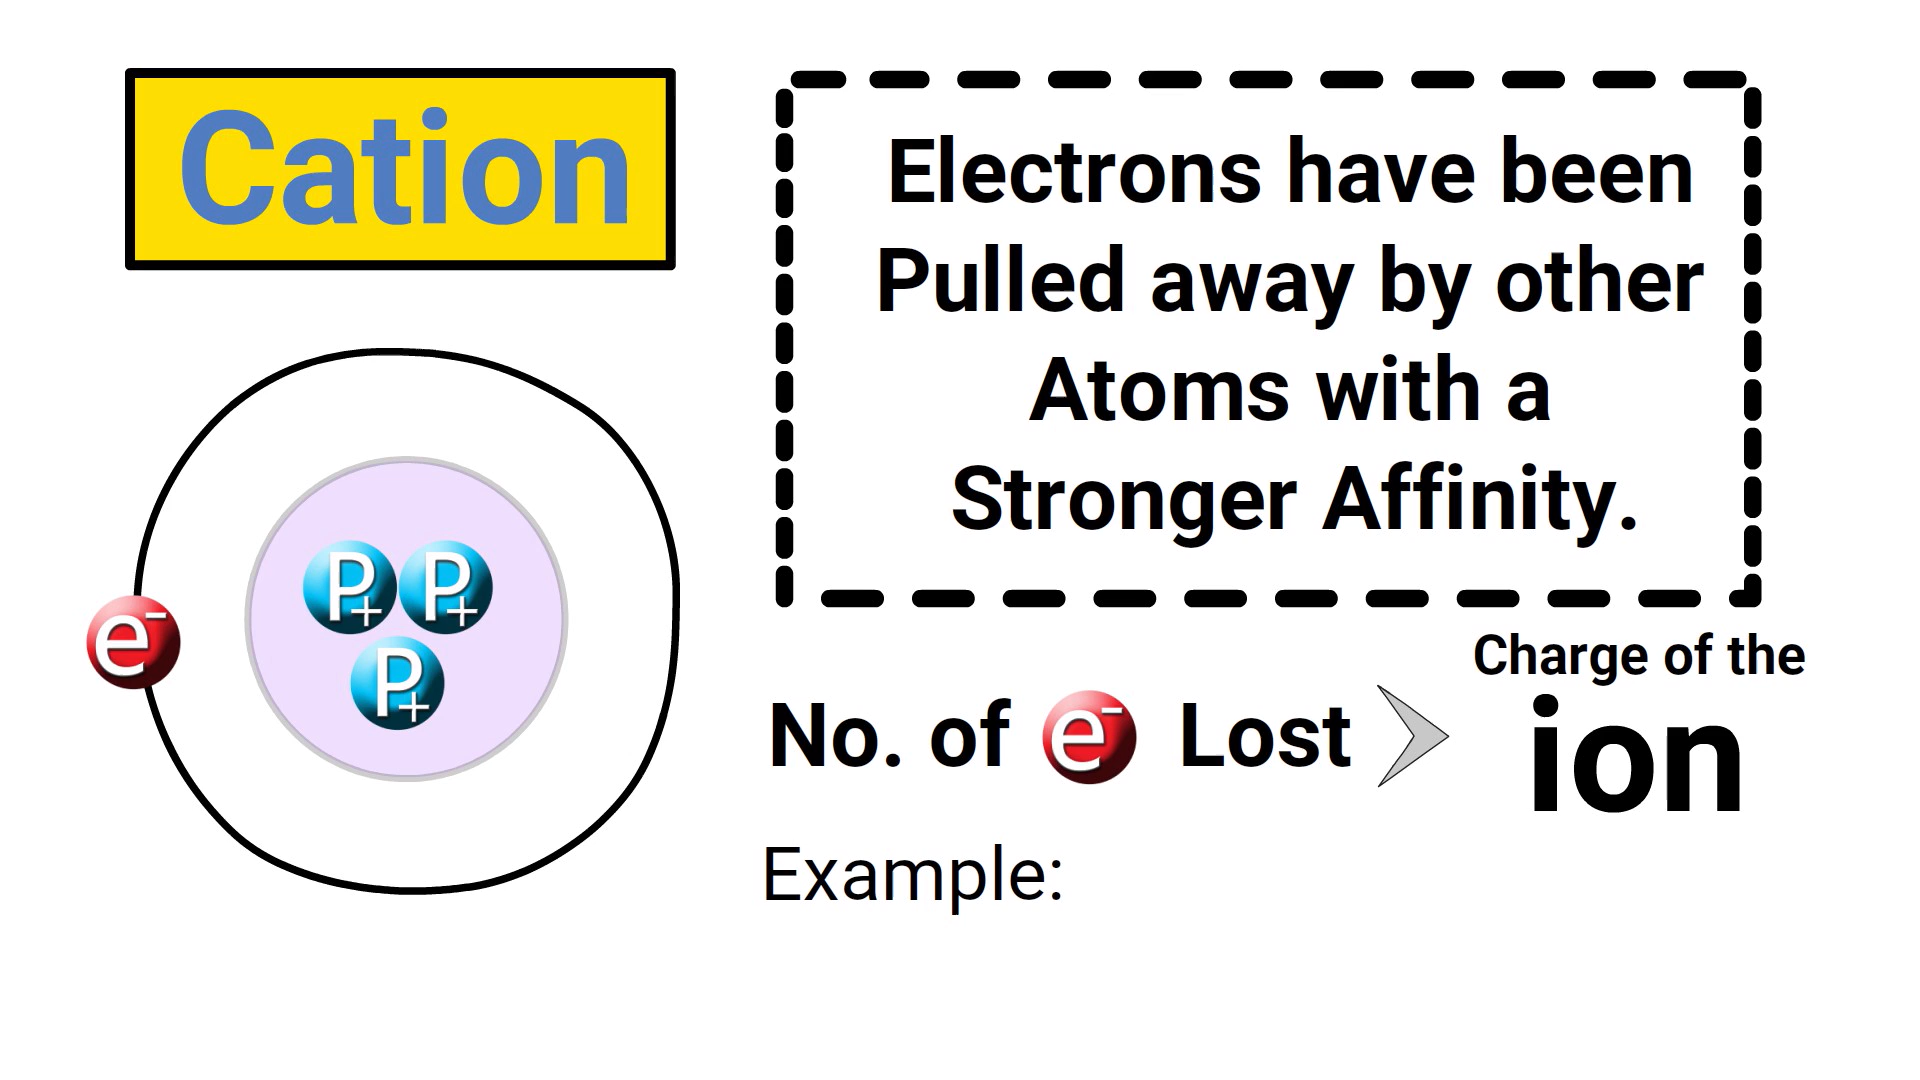 Cation
Electrons have been
Pulled away by other
Atoms with a
Stronger Affinity.
e-
P+ P+
P+
Charge of the
No. of e- Lost ion
Example: